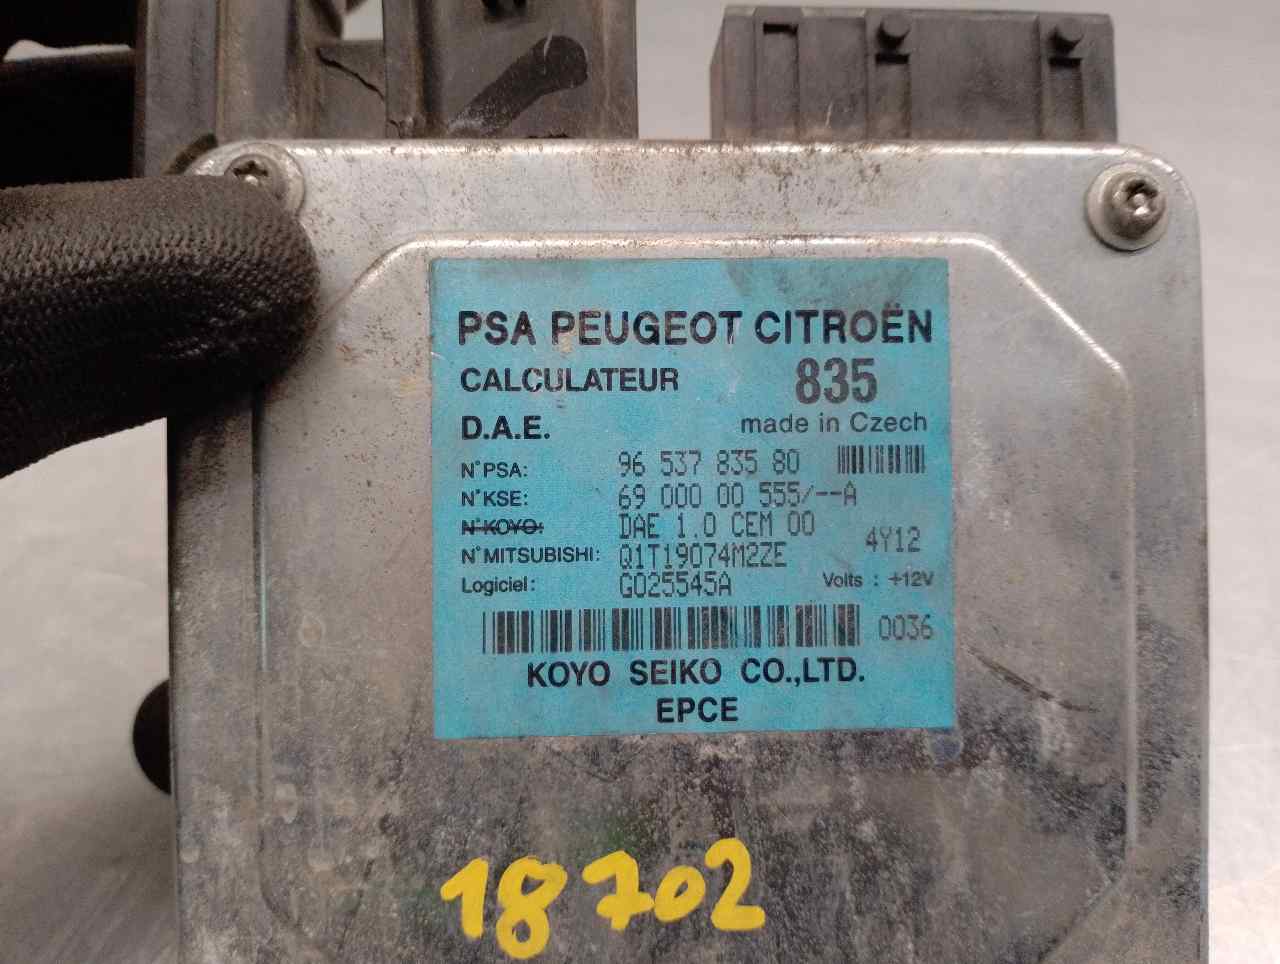 PSA PEUGEOT CITROËN
CALCULATEUR 835
D.A.E. made in Czech
N°PSA: 96 537 835 80
N°KSE: 69 000 00 555/--A
N°KOYO: DAE 1.0 CEM 00
4Y12
N°MITSUBISHI: Q1T19074M2ZE
Logiciel: G025545A Volts : +12V
0036
KOYO SEIKO CO.,LTD.
EPCE
18702